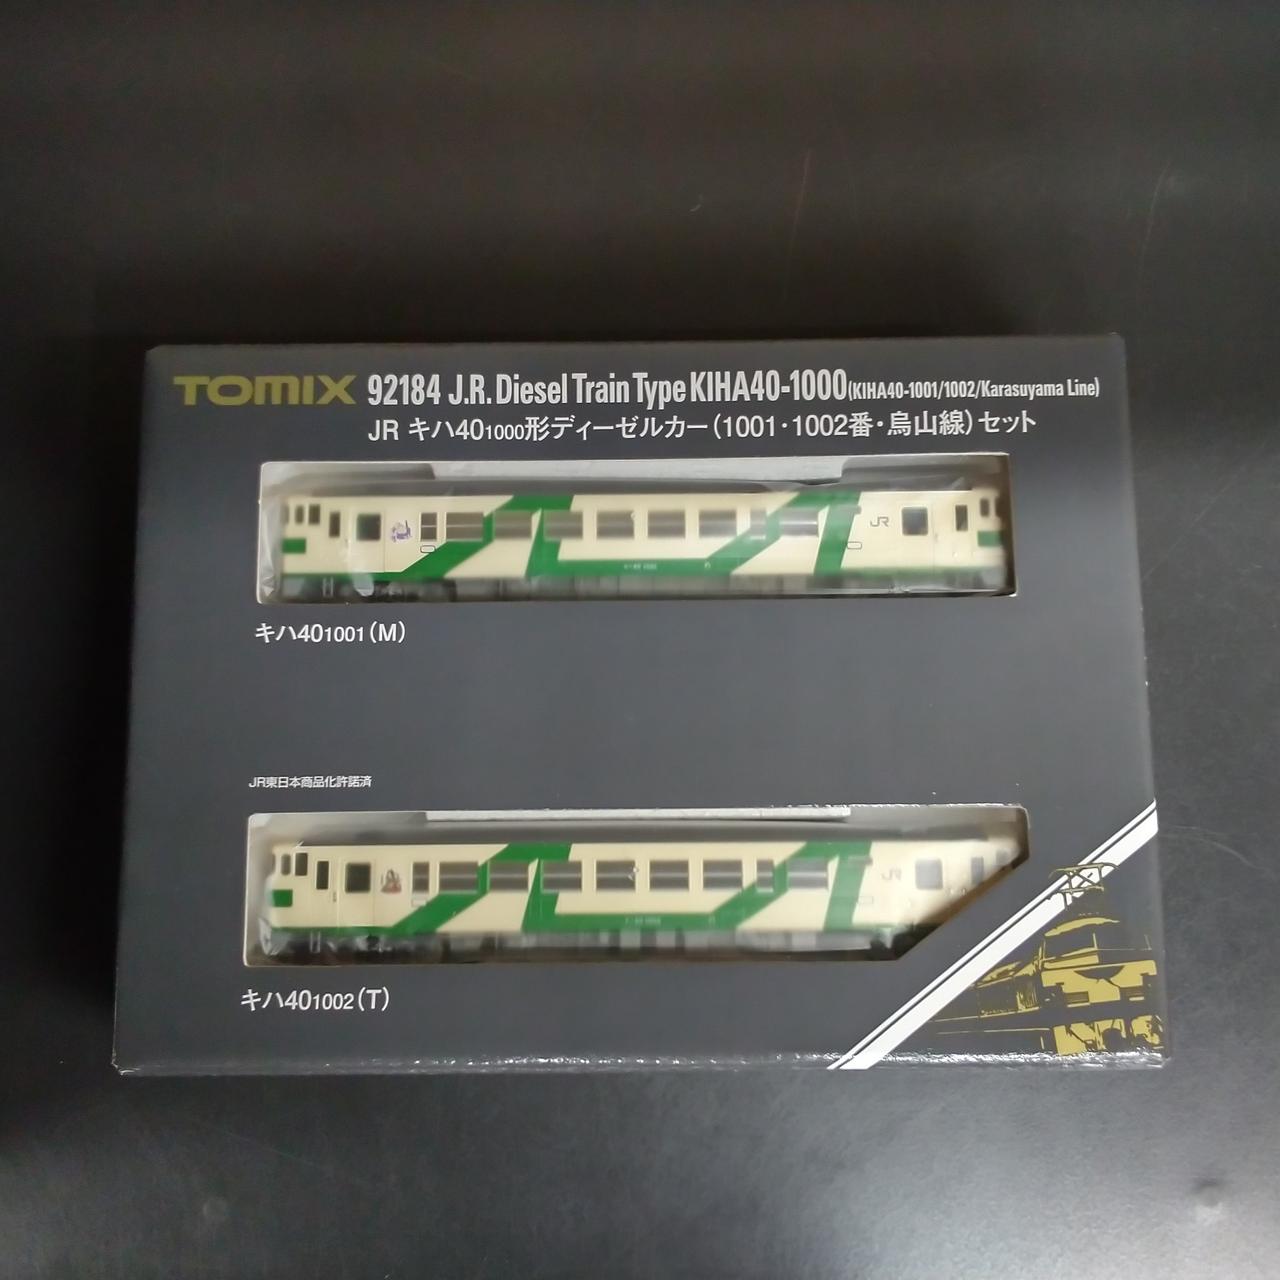 TOMIX 92184 J.R. Diesel Train Type KIHA40-1000(KIHA40-1001/1002/Karasuyama Line)
JR キハ401000形ディーゼルカー(1001・1002番・烏山線)セット
JR
キハ401001(M)
JR東日本商品化許諾済
JR
キハ401002(T)